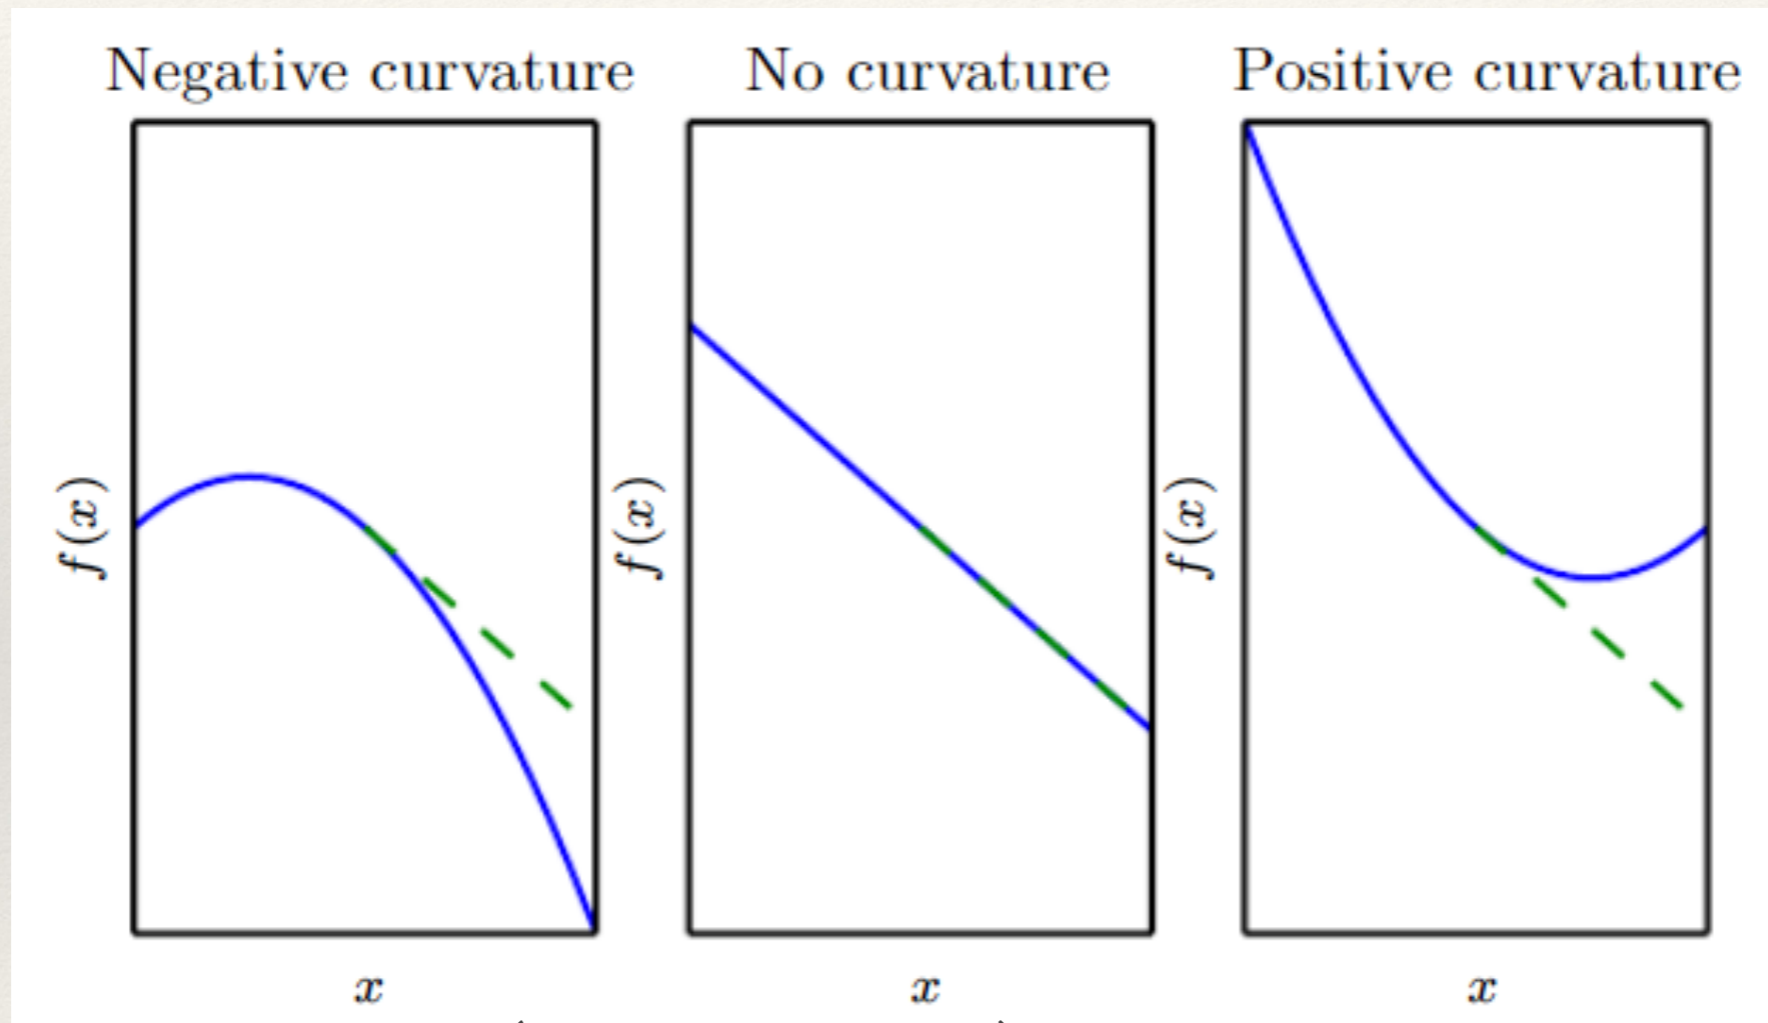 Negative curvature No curvature Positive curvature
f(x) f(x) f(x)
x x x